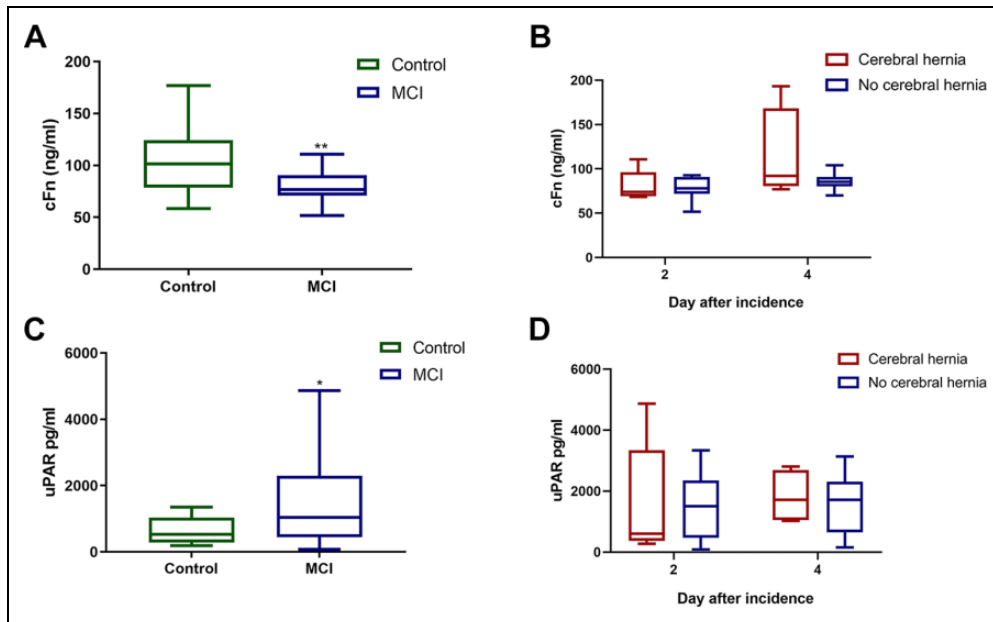 A
Control
MCI
cFn (ng/ml)
200
150
100
50
0
**
Control
MCI
B
Cerebral hernia
No cerebral hernia
cFn (ng/ml)
200
150
100
50
0
2
4
Day after incidence
C
Control
MCI
uPAR pg/ml
6000
4000
2000
0
*
Control
MCI
D
Cerebral hernia
No cerebral hernia
uPAR pg/ml
6000
4000
2000
0
2
4
Day after incidence